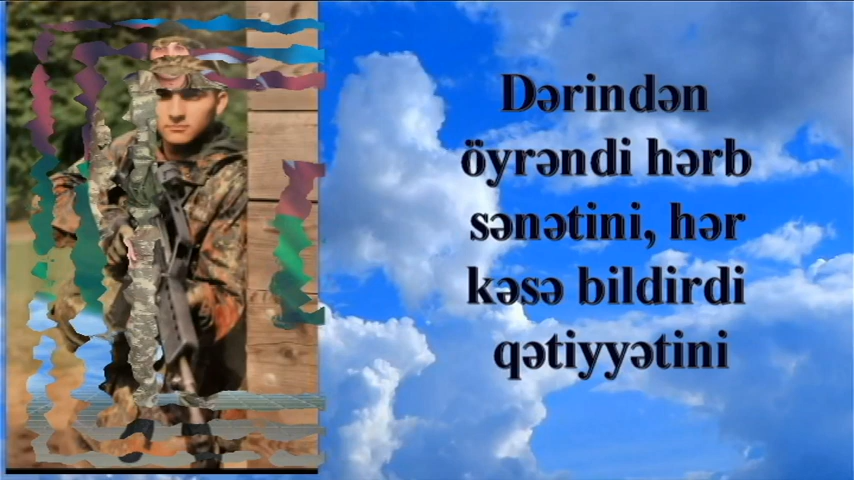 Dərindən
öyrəndi hərb
sənətini, hər
kəsə bildirdi
qətiyyətini